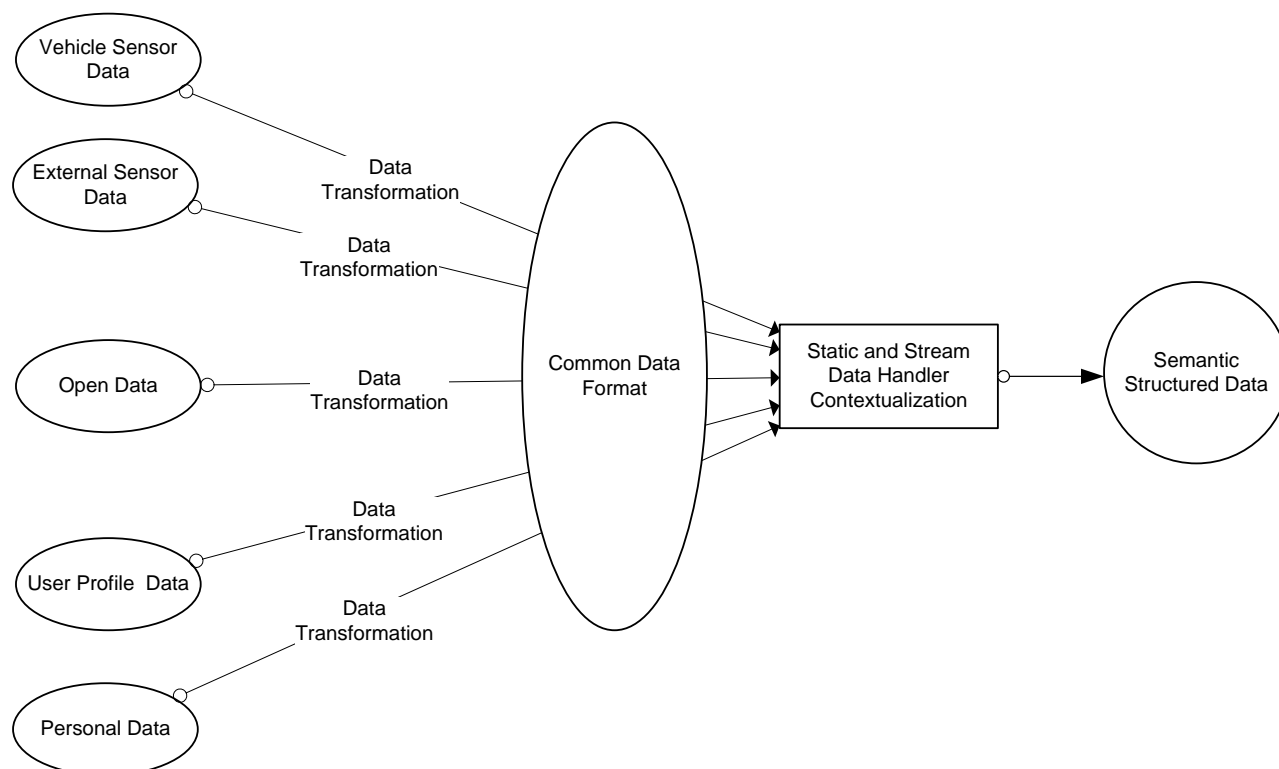 Vehicle Sensor
Data
External Sensor
Data
Open Data
User Profile  Data
Personal Data
Data
Transformation
Data
Transformation
Data
Transformation
Data
Transformation
Data
Transformation
Common Data
Format
Static and Stream
Data Handler
Contextualization
Semantic
Structured Data